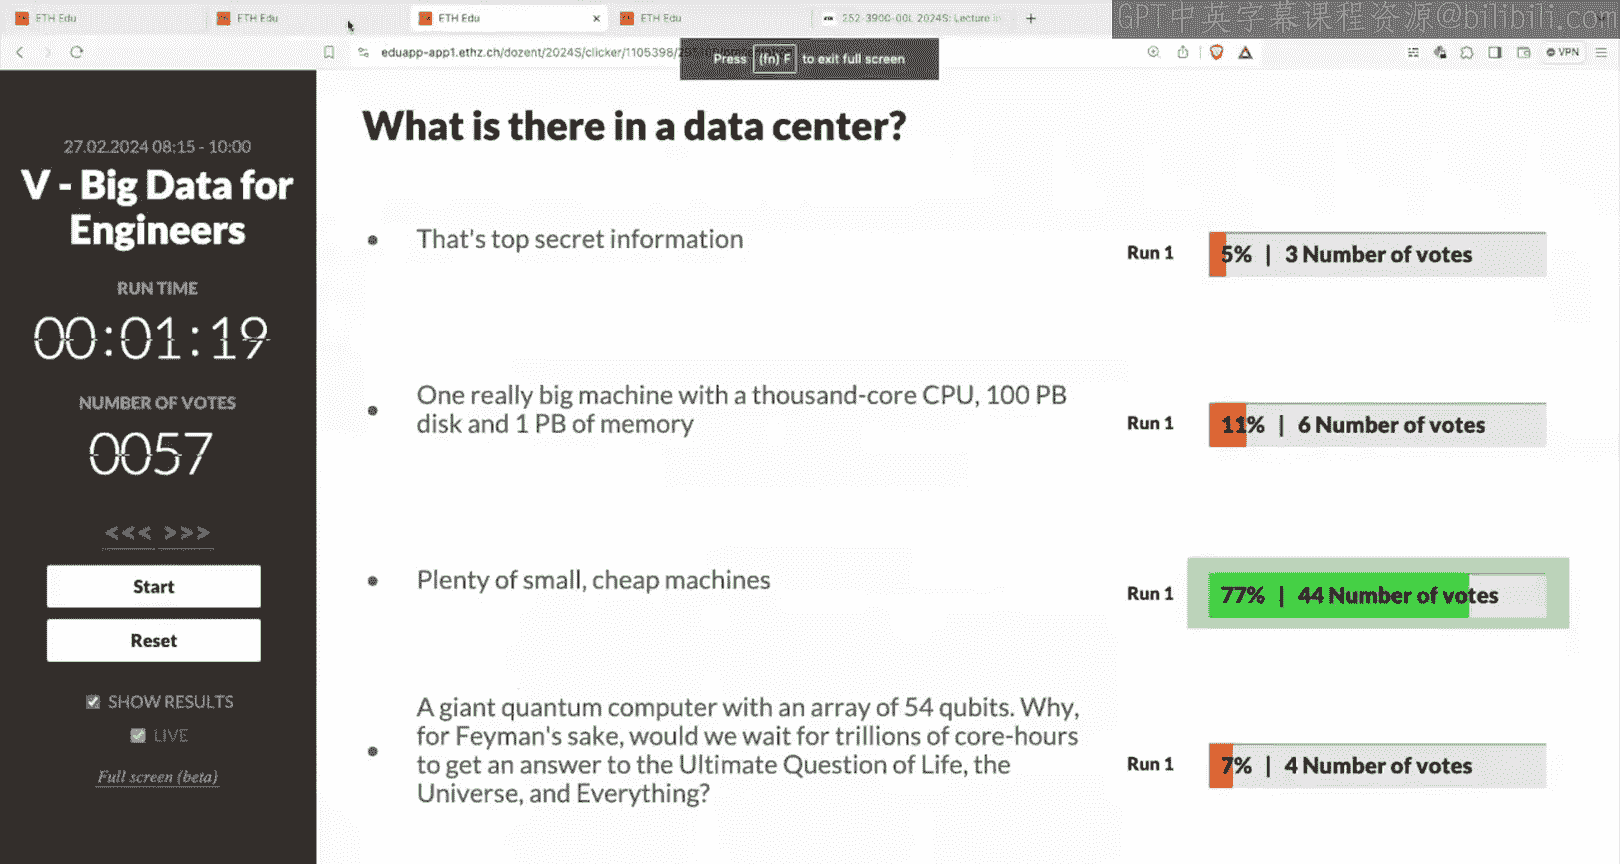 ETH Edu
ETH Edu
ETH Edu
ETH Edu
252-3900-00L 2024S: Lecture in
GPT中英字幕课程资源@bilibili.co
eduapp-app1.ethz.ch/dozent/2024S/clicker/1105398/
Press (fn) F to exit full screen
VPN
27.02.2024 08:15 - 10:00
V - Big Data for
Engineers
RUN TIME
00:01:19
NUMBER OF VOTES
0057
<<< >>>
Start
Reset
SHOW RESULTS
LIVE
Full screen (beta)
What is there in a data center?
That's top secret information
Run 1
5% | 3 Number of votes
One really big machine with a thousand-core CPU, 100 PB
disk and 1 PB of memory
Run 1
11% | 6 Number of votes
Plenty of small, cheap machines
Run 1
77% | 44 Number of votes
A giant quantum computer with an array of 54 qubits. Why,
for Feyman's sake, would we wait for trillions of core-hours
to get an answer to the Ultimate Question of Life, the
Universe, and Everything?
Run 1
7% | 4 Number of votes